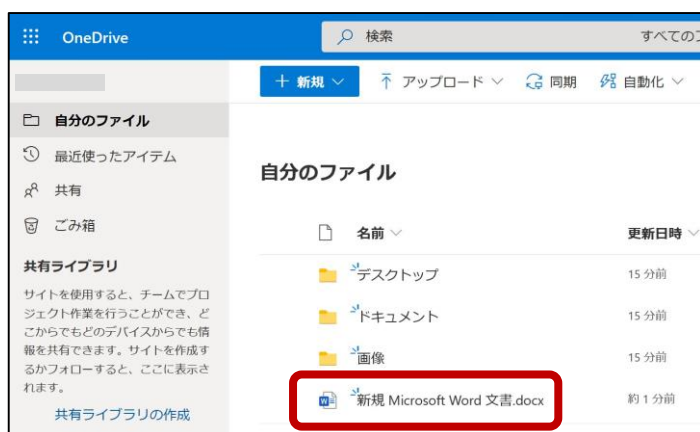 OneDrive
検索
すべてのフ
自分のファイル
最近使ったアイテム
共有
ごみ箱
共有ライブラリ
サイトを使用すると、チームでプロ
ジェクト作業を行うことができ、ど
こからでもどのデバイスからでも情
報を共有できます。サイトを作成す
るかフォローすると、ここに表示さ
れます。
共有ライブラリの作成
+ 新規
アップロード
同期
自動化
自分のファイル
名前
更新日時
デスクトップ
15 分前
ドキュメント
15 分前
画像
15 分前
新規 Microsoft Word 文書.docx
約 1 分前